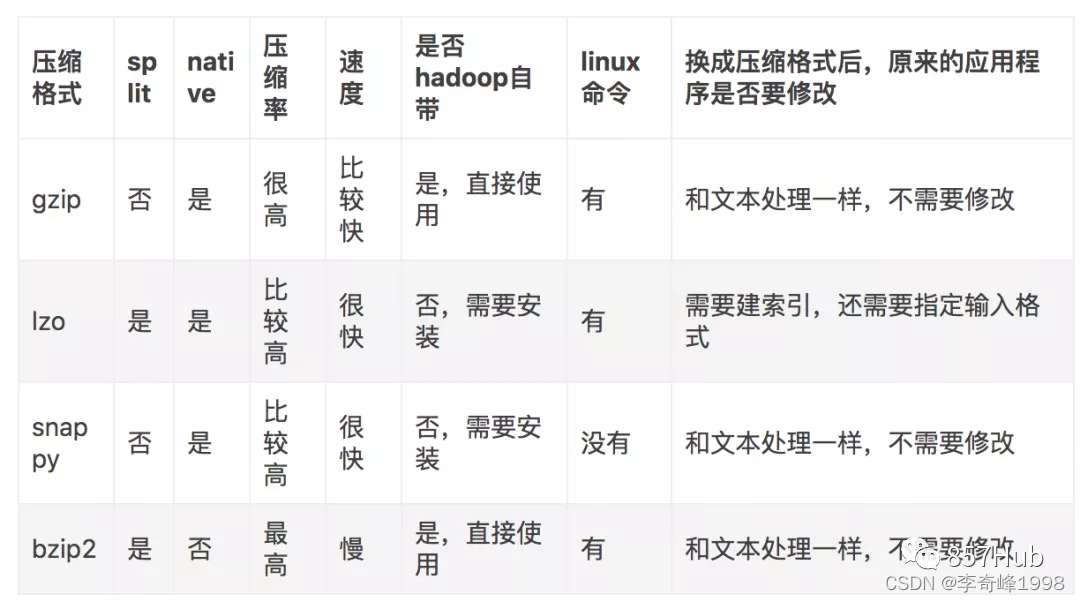 压缩格式 split native 压缩率 速度 是否hadoop自带 linux命令 换成压缩格式后，原来的应用程序是否要修改
gzip 否 是 很高 比较快 是，直接使用 有 和文本处理一样，不需要修改
lzo 是 是 比较高 很快 否，需要安装 有 需要建索引，还需要指定输入格式
snappy 否 是 比较高 很快 否，需要安装 没有 和文本处理一样，不需要修改
bzip2 是 否 最高 慢 是，直接使用 有 和文本处理一样，不需要修改
857Hub
CSDN @李奇峰1998